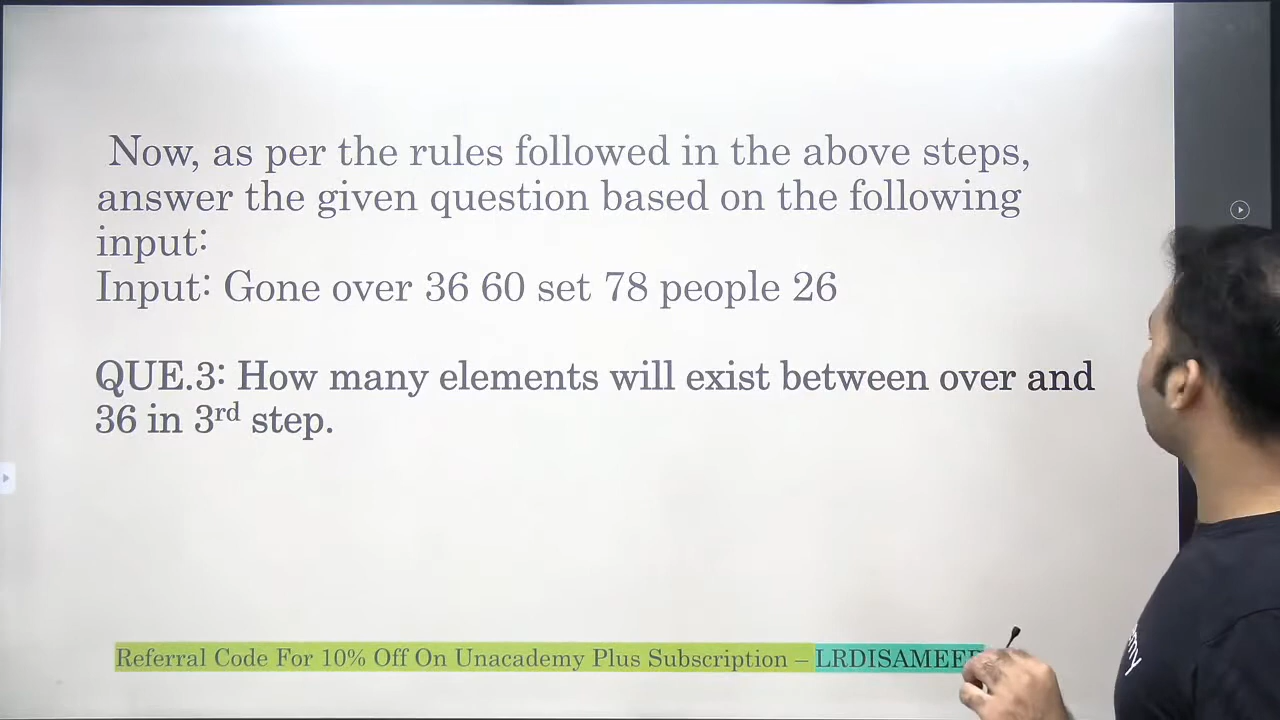 Now, as per the rules followed in the above steps,
answer the given question based on the following
input:
Input: Gone over 36 60 set 78 people 26
QUE.3: How many elements will exist between over and
36 in 3rd step.
Referral Code For 10% Off On Unacademy Plus Subscription –